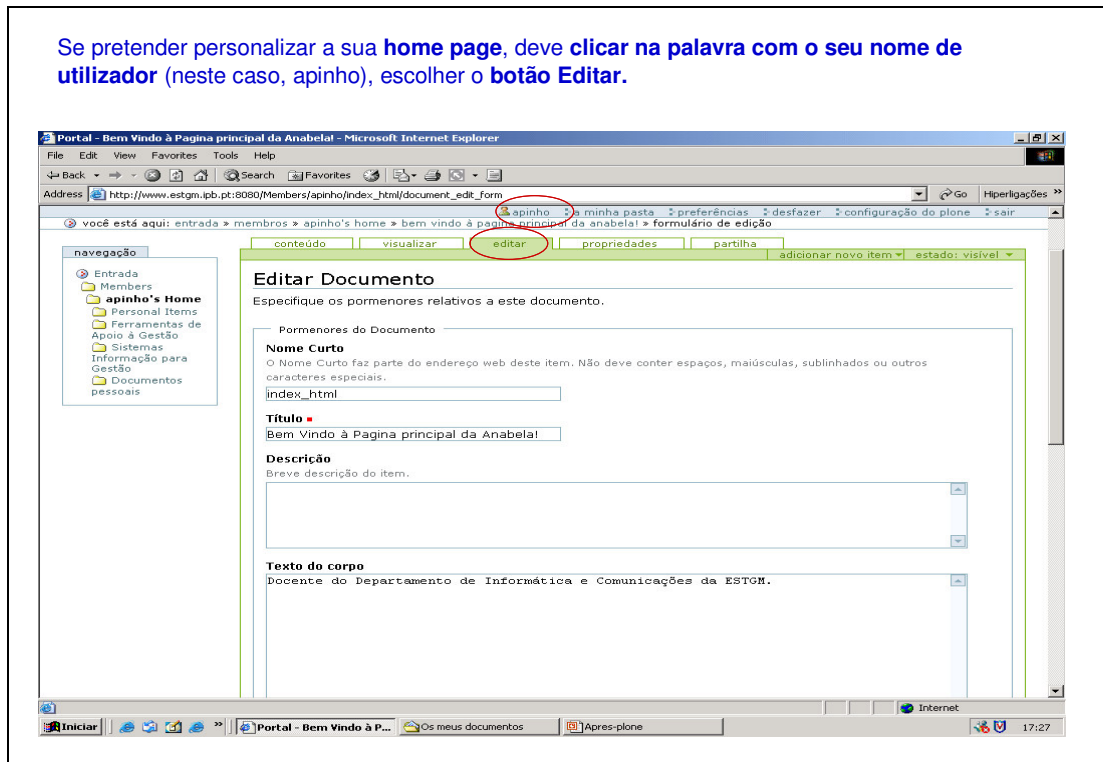 Se pretender personalizar a sua home page, deve clicar na palavra com o seu nome de
utilizador (neste caso, apinho), escolher o botão Editar.
Portal - Bem Vindo à Pagina principal da Anabela! - Microsoft Internet Explorer
File Edit View Favorites Tools Help
Back Search Favorites
Address http://www.estgm.ipb.pt:8080/Members/apinho/index_html/document_edit_form Go Hiperligações »
apinho a minha pasta preferências desfazer configuração do plone sair
você está aqui: entrada » membros » apinho's home » bem vindo à pagina principal da anabela! » formulário de edição
navegação
Entrada
Members
apinho's Home
Personal Items
Ferramentas de
Apoio à Gestão
Sistemas
Informação para
Gestão
Documentos
pessoais
conteúdo visualizar editar propriedades partilha
adicionar novo item estado: visível
Editar Documento
Especifique os pormenores relativos a este documento.
Pormenores do Documento
Nome Curto
O Nome Curto faz parte do endereço web deste item. Não deve conter espaços, maiúsculas, sublinhados ou outros
caracteres especiais.
index_html
Título
Bem Vindo à Pagina principal da Anabela!
Descrição
Breve descrição do item.
Texto do corpo
Docente do Departamento de Informática e Comunicações da ESTGM.
Internet
Iniciar » Portal - Bem Vindo à P... Os meus documentos Apres-plone 17:27